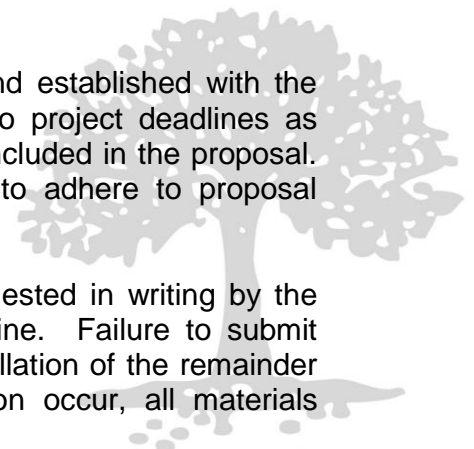 nd established with the
o project deadlines as
ncluded in the proposal.
to adhere to proposal
ested in writing by the
ine. Failure to submit
llation of the remainder
on occur, all materials